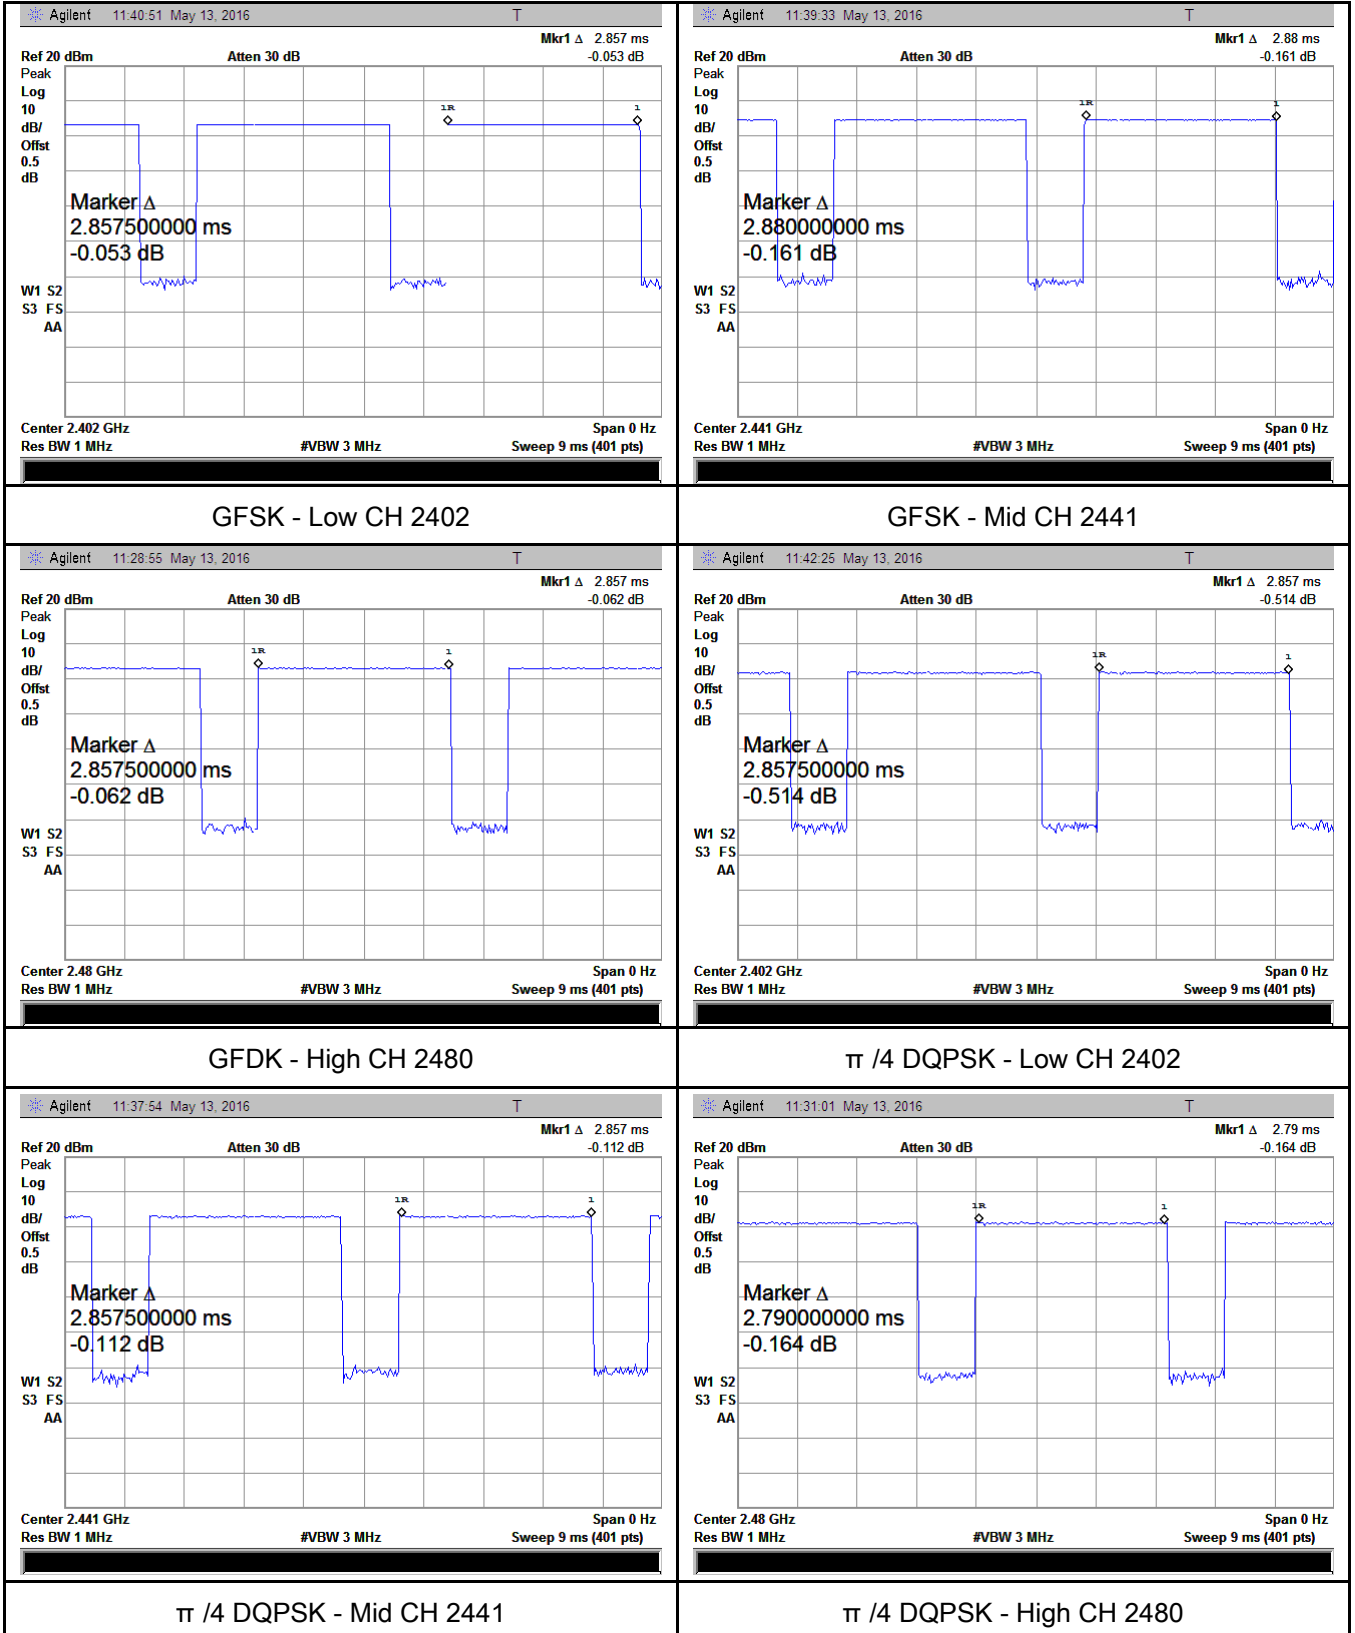 Agilent 11:40:51 May 13, 2016 T
Mkr1 Δ 2.857 ms
Ref 20 dBm Atten 30 dB -0.053 dB
Peak
Log
10
dB/
Offst
0.5
dB
1R 1
Marker Δ
2.857500000 ms
-0.053 dB
W1 S2
S3 FS
AA
Center 2.402 GHz Span 0 Hz
Res BW 1 MHz #VBW 3 MHz Sweep 9 ms (401 pts)
GFSK - Low CH 2402
Agilent 11:39:33 May 13, 2016 T
Mkr1 Δ 2.88 ms
Ref 20 dBm Atten 30 dB -0.161 dB
Peak
Log
10
dB/
Offst
0.5
dB
1R 1
Marker Δ
2.880000000 ms
-0.161 dB
W1 S2
S3 FS
AA
Center 2.441 GHz Span 0 Hz
Res BW 1 MHz #VBW 3 MHz Sweep 9 ms (401 pts)
GFSK - Mid CH 2441
Agilent 11:28:55 May 13, 2016 T
Mkr1 Δ 2.857 ms
Ref 20 dBm Atten 30 dB -0.062 dB
Peak
Log
10
dB/
Offst
0.5
dB
1R 1
Marker Δ
2.857500000 ms
-0.062 dB
W1 S2
S3 FS
AA
Center 2.48 GHz Span 0 Hz
Res BW 1 MHz #VBW 3 MHz Sweep 9 ms (401 pts)
GFDK - High CH 2480
Agilent 11:42:25 May 13, 2016 T
Mkr1 Δ 2.857 ms
Ref 20 dBm Atten 30 dB -0.514 dB
Peak
Log
10
dB/
Offst
0.5
dB
1R 1
Marker Δ
2.857500000 ms
-0.514 dB
W1 S2
S3 FS
AA
Center 2.402 GHz Span 0 Hz
Res BW 1 MHz #VBW 3 MHz Sweep 9 ms (401 pts)
π /4 DQPSK - Low CH 2402
Agilent 11:37:54 May 13, 2016 T
Mkr1 Δ 2.857 ms
Ref 20 dBm Atten 30 dB -0.112 dB
Peak
Log
10
dB/
Offst
0.5
dB
1R 1
Marker Δ
2.857500000 ms
-0.112 dB
W1 S2
S3 FS
AA
Center 2.441 GHz Span 0 Hz
Res BW 1 MHz #VBW 3 MHz Sweep 9 ms (401 pts)
π /4 DQPSK - Mid CH 2441
Agilent 11:31:01 May 13, 2016 T
Mkr1 Δ 2.79 ms
Ref 20 dBm Atten 30 dB -0.164 dB
Peak
Log
10
dB/
Offst
0.5
dB
1R 1
Marker Δ
2.790000000 ms
-0.164 dB
W1 S2
S3 FS
AA
Center 2.48 GHz Span 0 Hz
Res BW 1 MHz #VBW 3 MHz Sweep 9 ms (401 pts)
π /4 DQPSK - High CH 2480